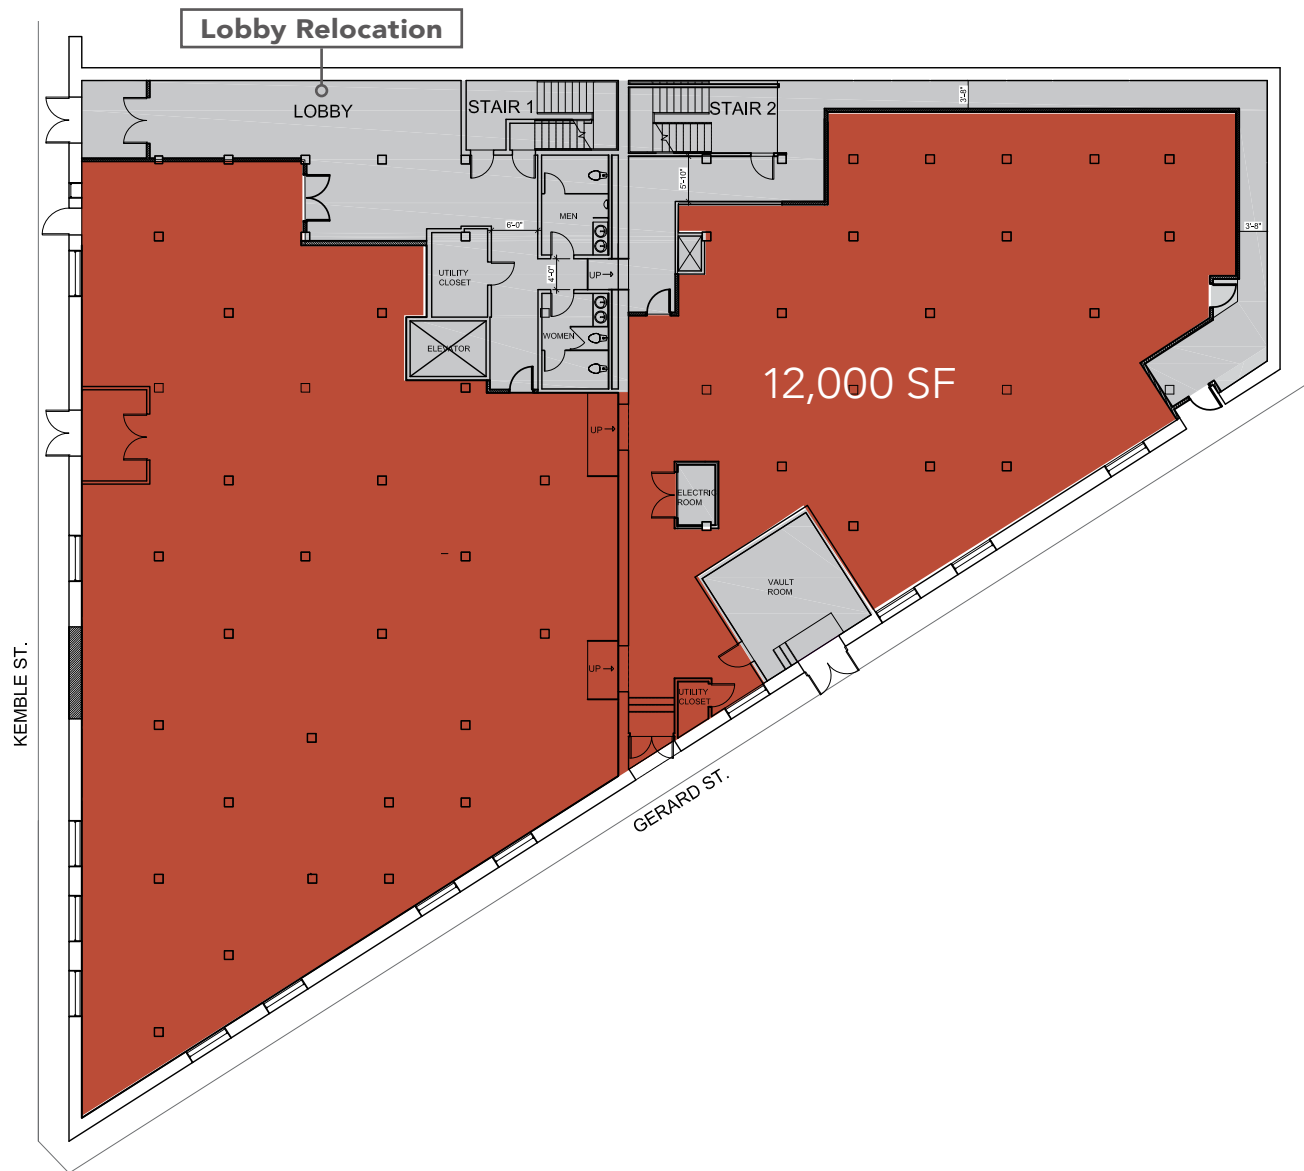 Lobby Relocation
LOBBY
STAIR 1
STAIR 2
3'-8"
5'-10"
MEN
6'-0"
3'-8"
UTILITY
CLOSET
4'-0"
UP
WOMEN
ELEVATOR
12,000 SF
UP
ELECTRIC
ROOM
VAULT
ROOM
UP
UTILITY
CLOSET
KEMBLE ST.
GERARD ST.